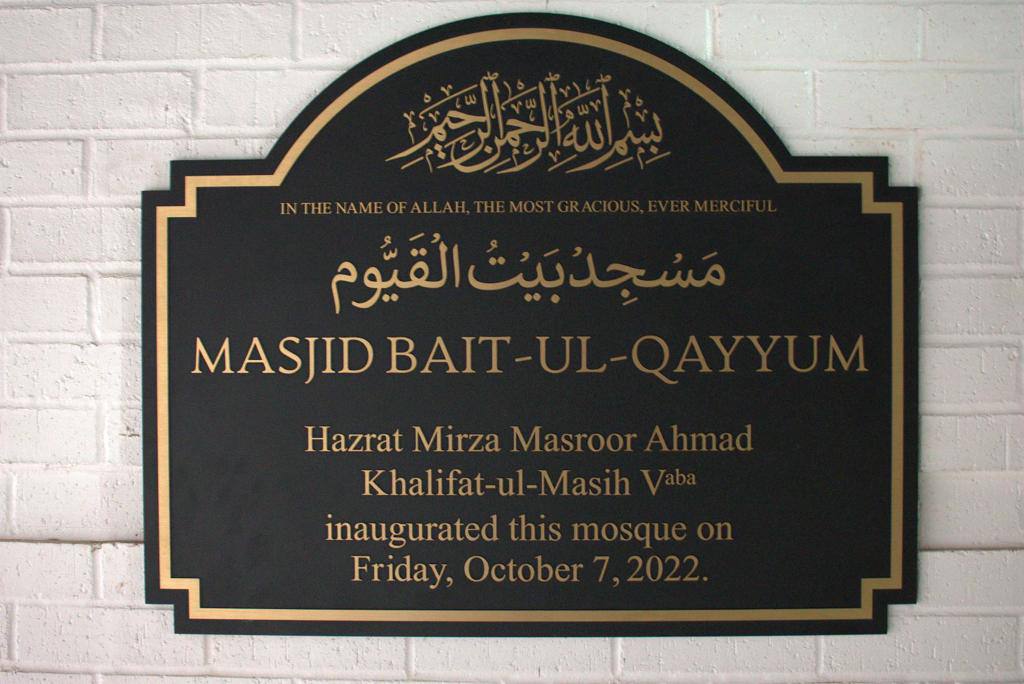 بِسْمِ اللّٰهِ الرَّحْمٰنِ الرَّحِيْمِ
IN THE NAME OF ALLAH, THE MOST GRACIOUS, EVER MERCIFUL
مَسْجِدْ بَيْتُ الْقَيُّوم
MASJID BAIT-UL-QAYYUM
Hazrat Mirza Masroor Ahmad
Khalifat-ul-Masih Vaba
inaugurated this mosque on
Friday, October 7, 2022.